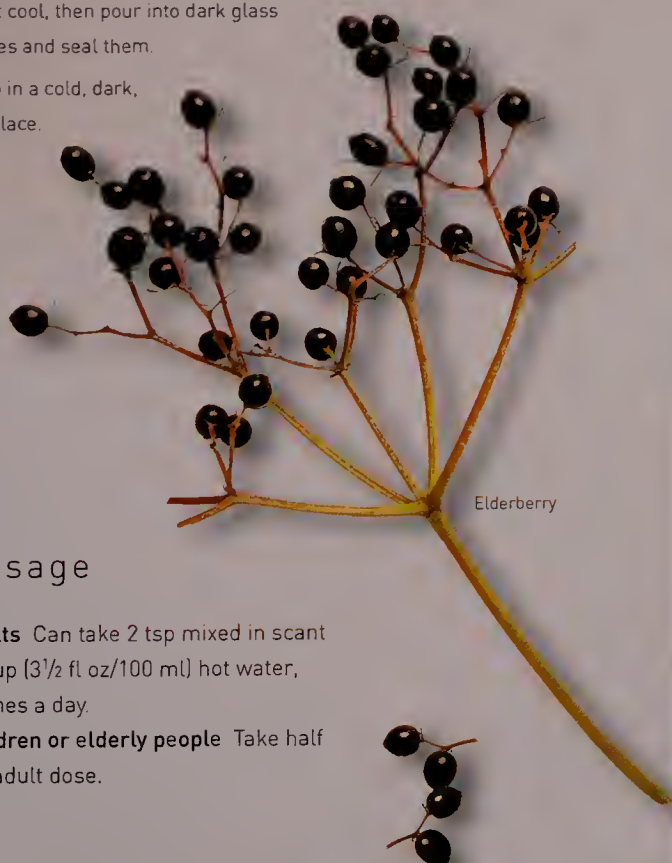 cool, then pour into dark glass
es and seal them.
in a cold, dark,
lace.
Elderberry
sage
ts Can take 2 tsp mixed in scant
up (3½ fl oz/100 ml) hot water,
nes a day.
dren or elderly people Take half
adult dose.